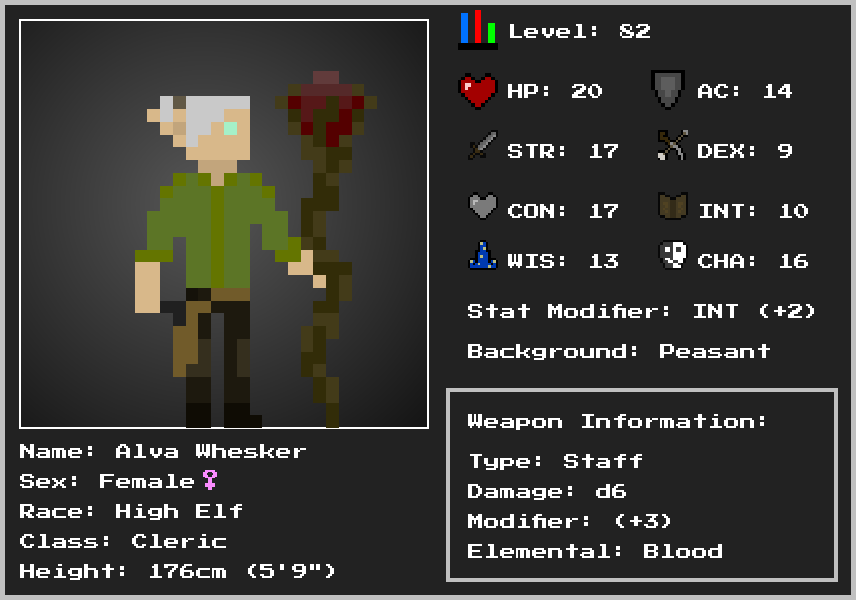 Level: 82
HP: 20 AC: 14
STR: 17 DEX: 9
CON: 17 INT: 10
WIS: 13 CHA: 16
Stat Modifier: INT (+2)
Background: Peasant
Weapon Information:
Type: Staff
Damage: d6
Modifier: (+3)
Elemental: Blood
Name: Alva Whesker
Sex: Female♀
Race: High Elf
Class: Cleric
Height: 176cm (5'9")